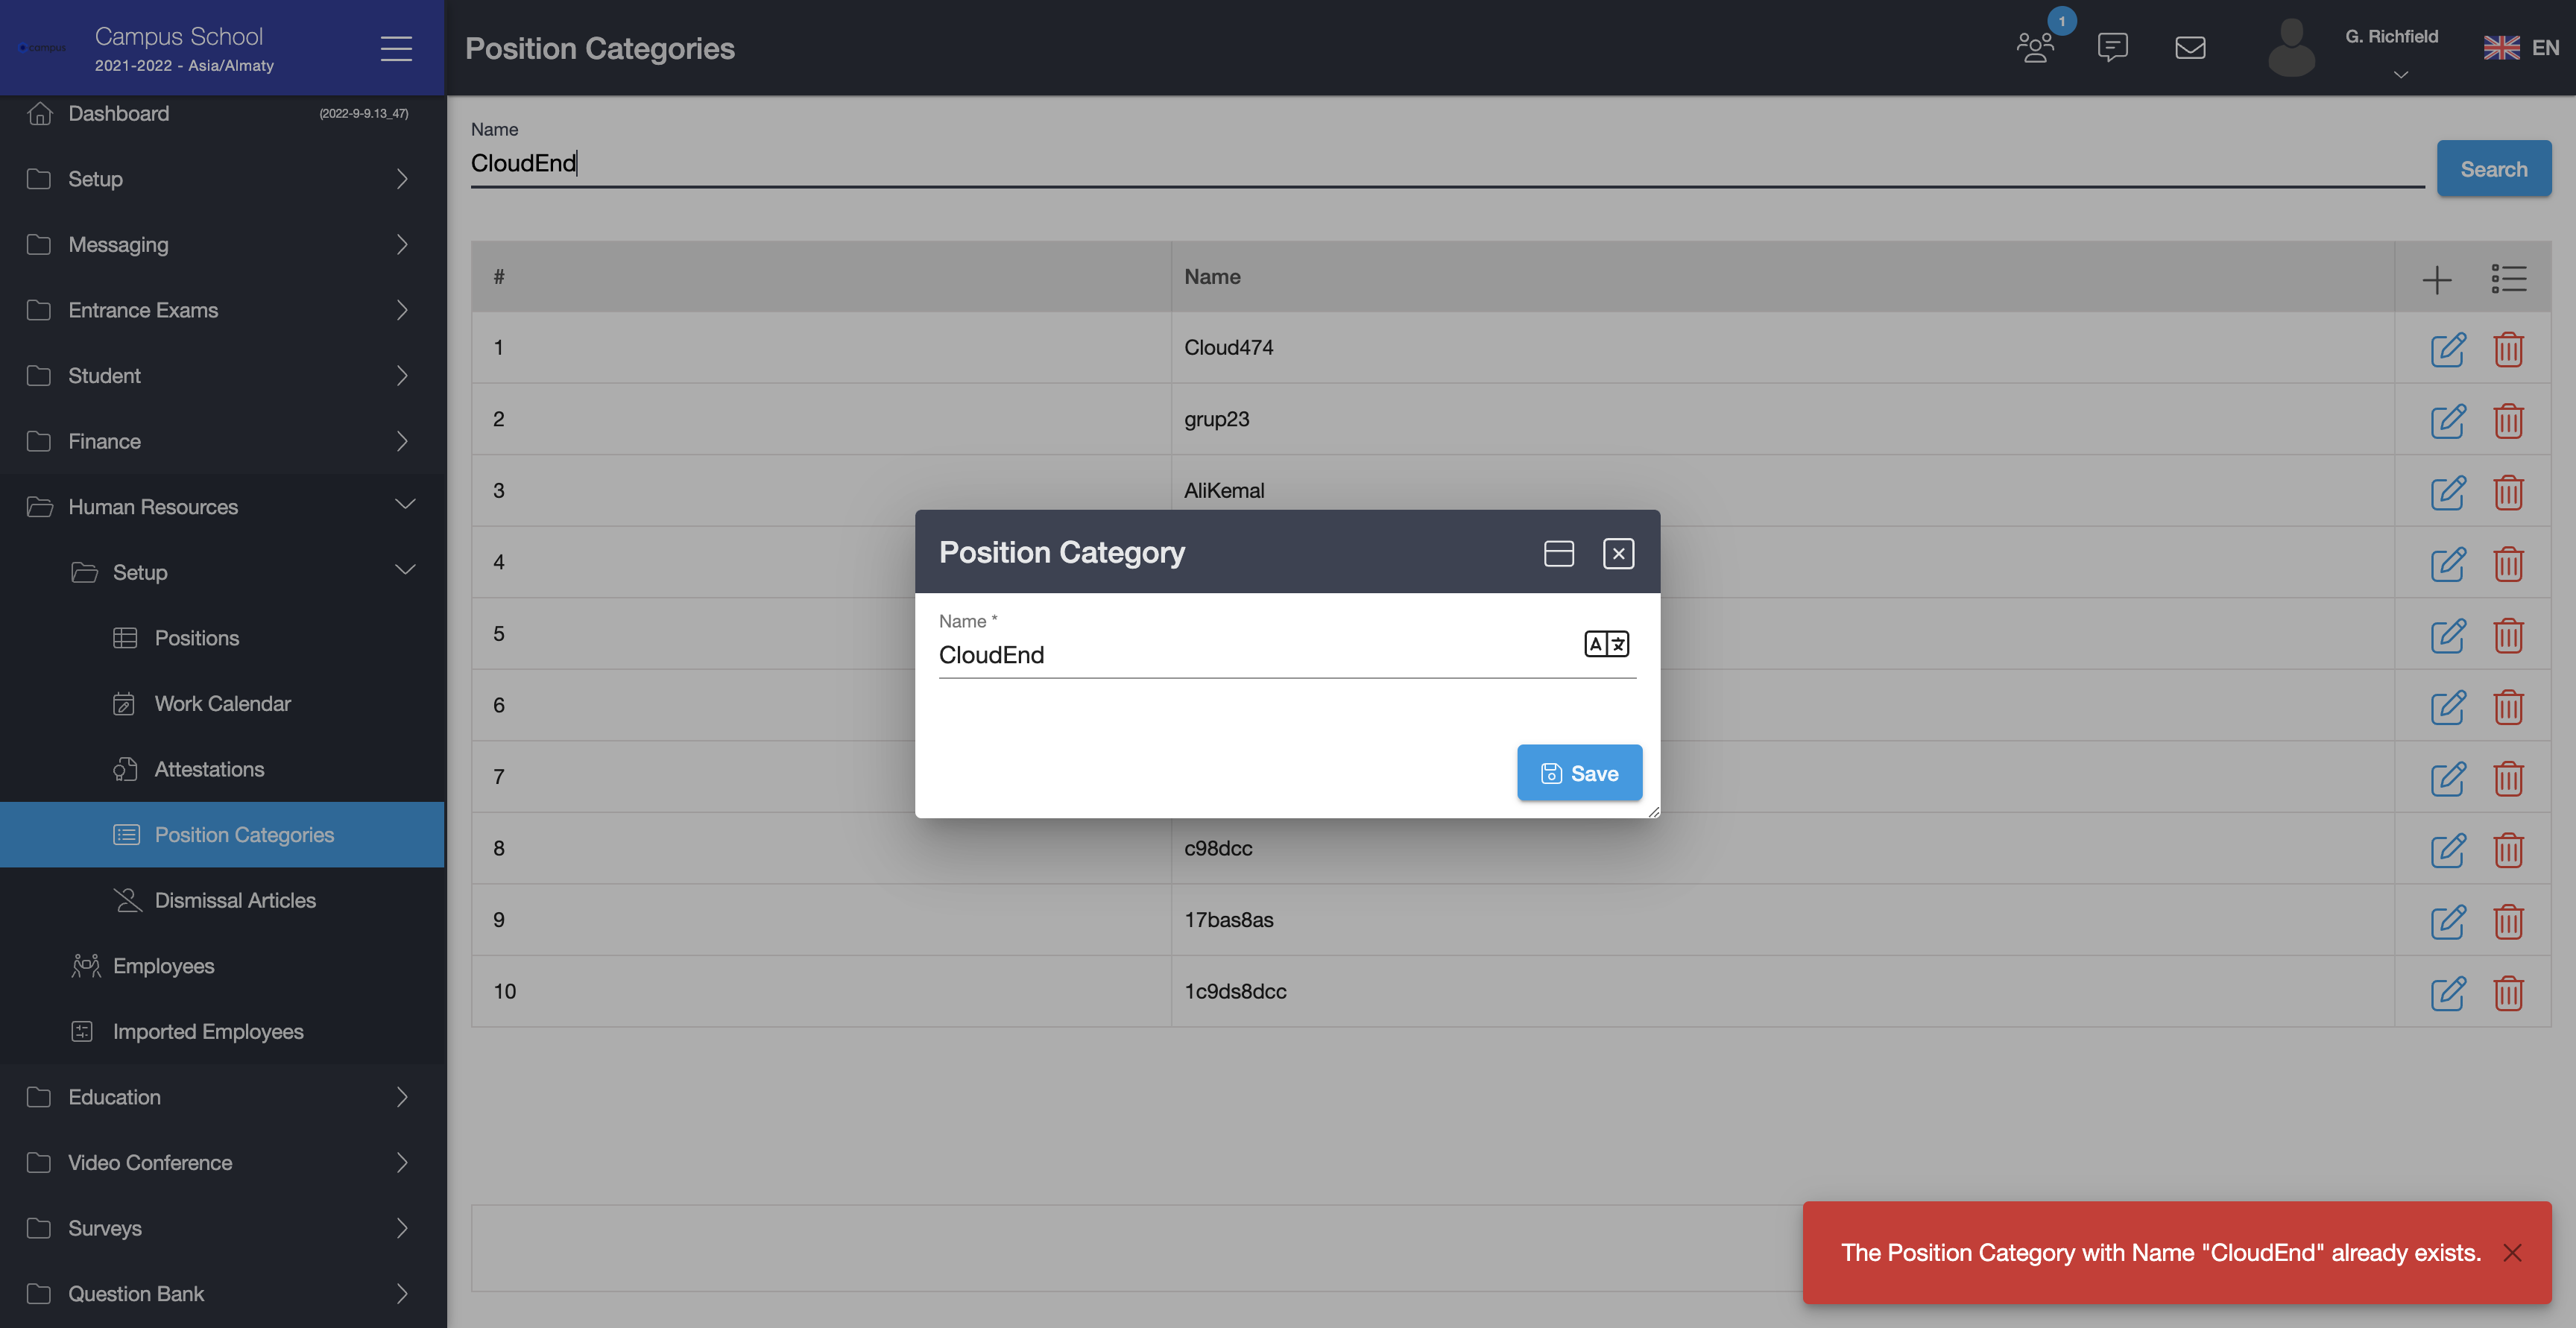 campus
Campus School
2021-2022 - Asia/Almaty
Position Categories
1
G. Richfield
EN
Dashboard
(2022-9-9.13_47)
Setup
Messaging
Entrance Exams
Student
Finance
Human Resources
Setup
Positions
Work Calendar
Attestations
Position Categories
Dismissal Articles
Employees
Imported Employees
Education
Video Conference
Surveys
Question Bank
Name
CloudEnd
Search
# Name
1 Cloud474
2 grup23
3 AliKemal
4
5
6
7
8 c98dcc
9 17bas8as
10 1c9ds8dcc
Position Category
Name *
CloudEnd
A 文
Save
The Position Category with Name "CloudEnd" already exists.